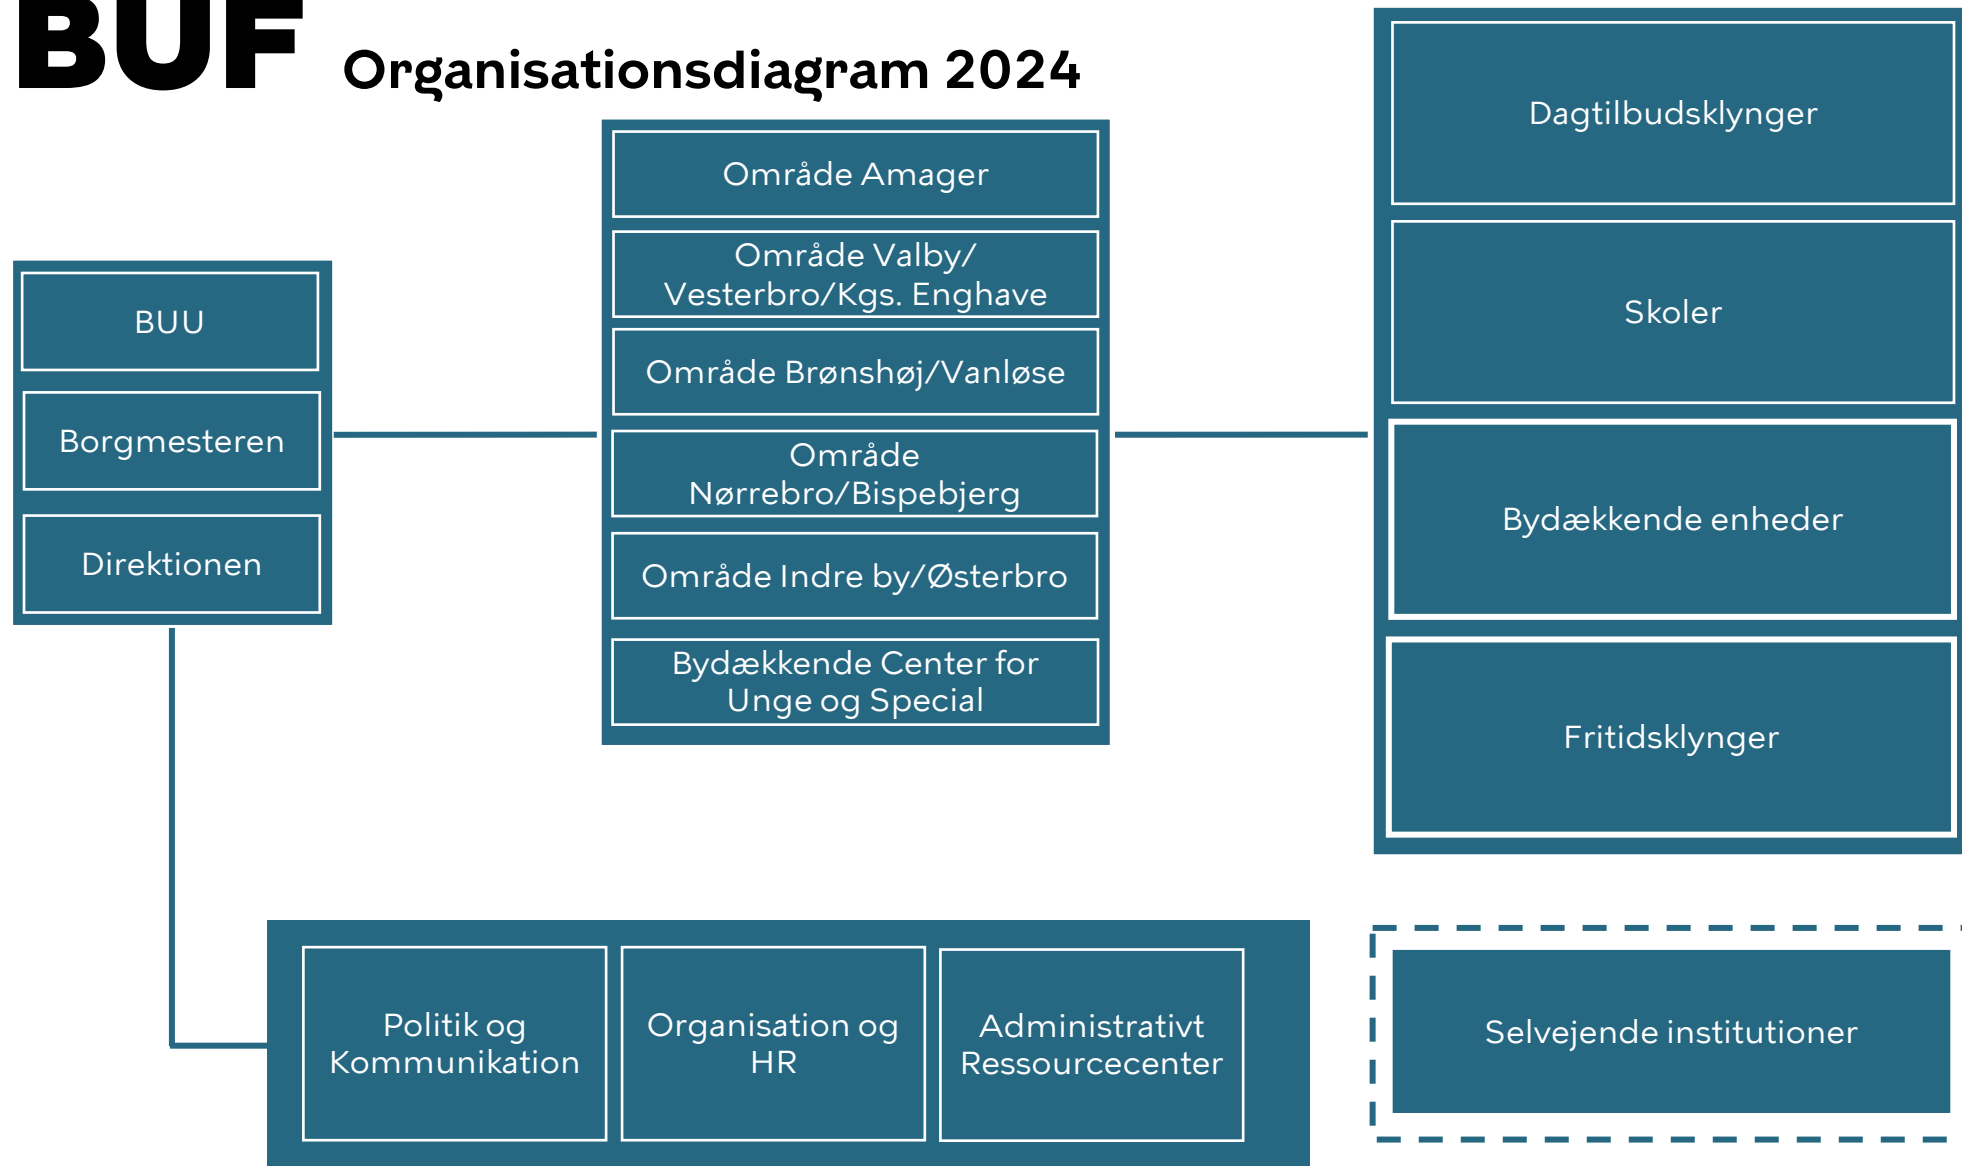 BUF Organisationsdiagram 2024
BUU
Borgmesteren
Direktionen
Område Amager
Område Valby/
Vesterbro/Kgs. Enghave
Område Brønshøj/Vanløse
Område
Nørrebro/Bispebjerg
Område Indre by/Østerbro
Bydækkende Center for
Unge og Special
Dagtilbudsklynger
Skoler
Bydækkende enheder
Fritidsklynger
Politik og
Kommunikation
Organisation og
HR
Administrativt
Ressourcecenter
Selvejende institutioner